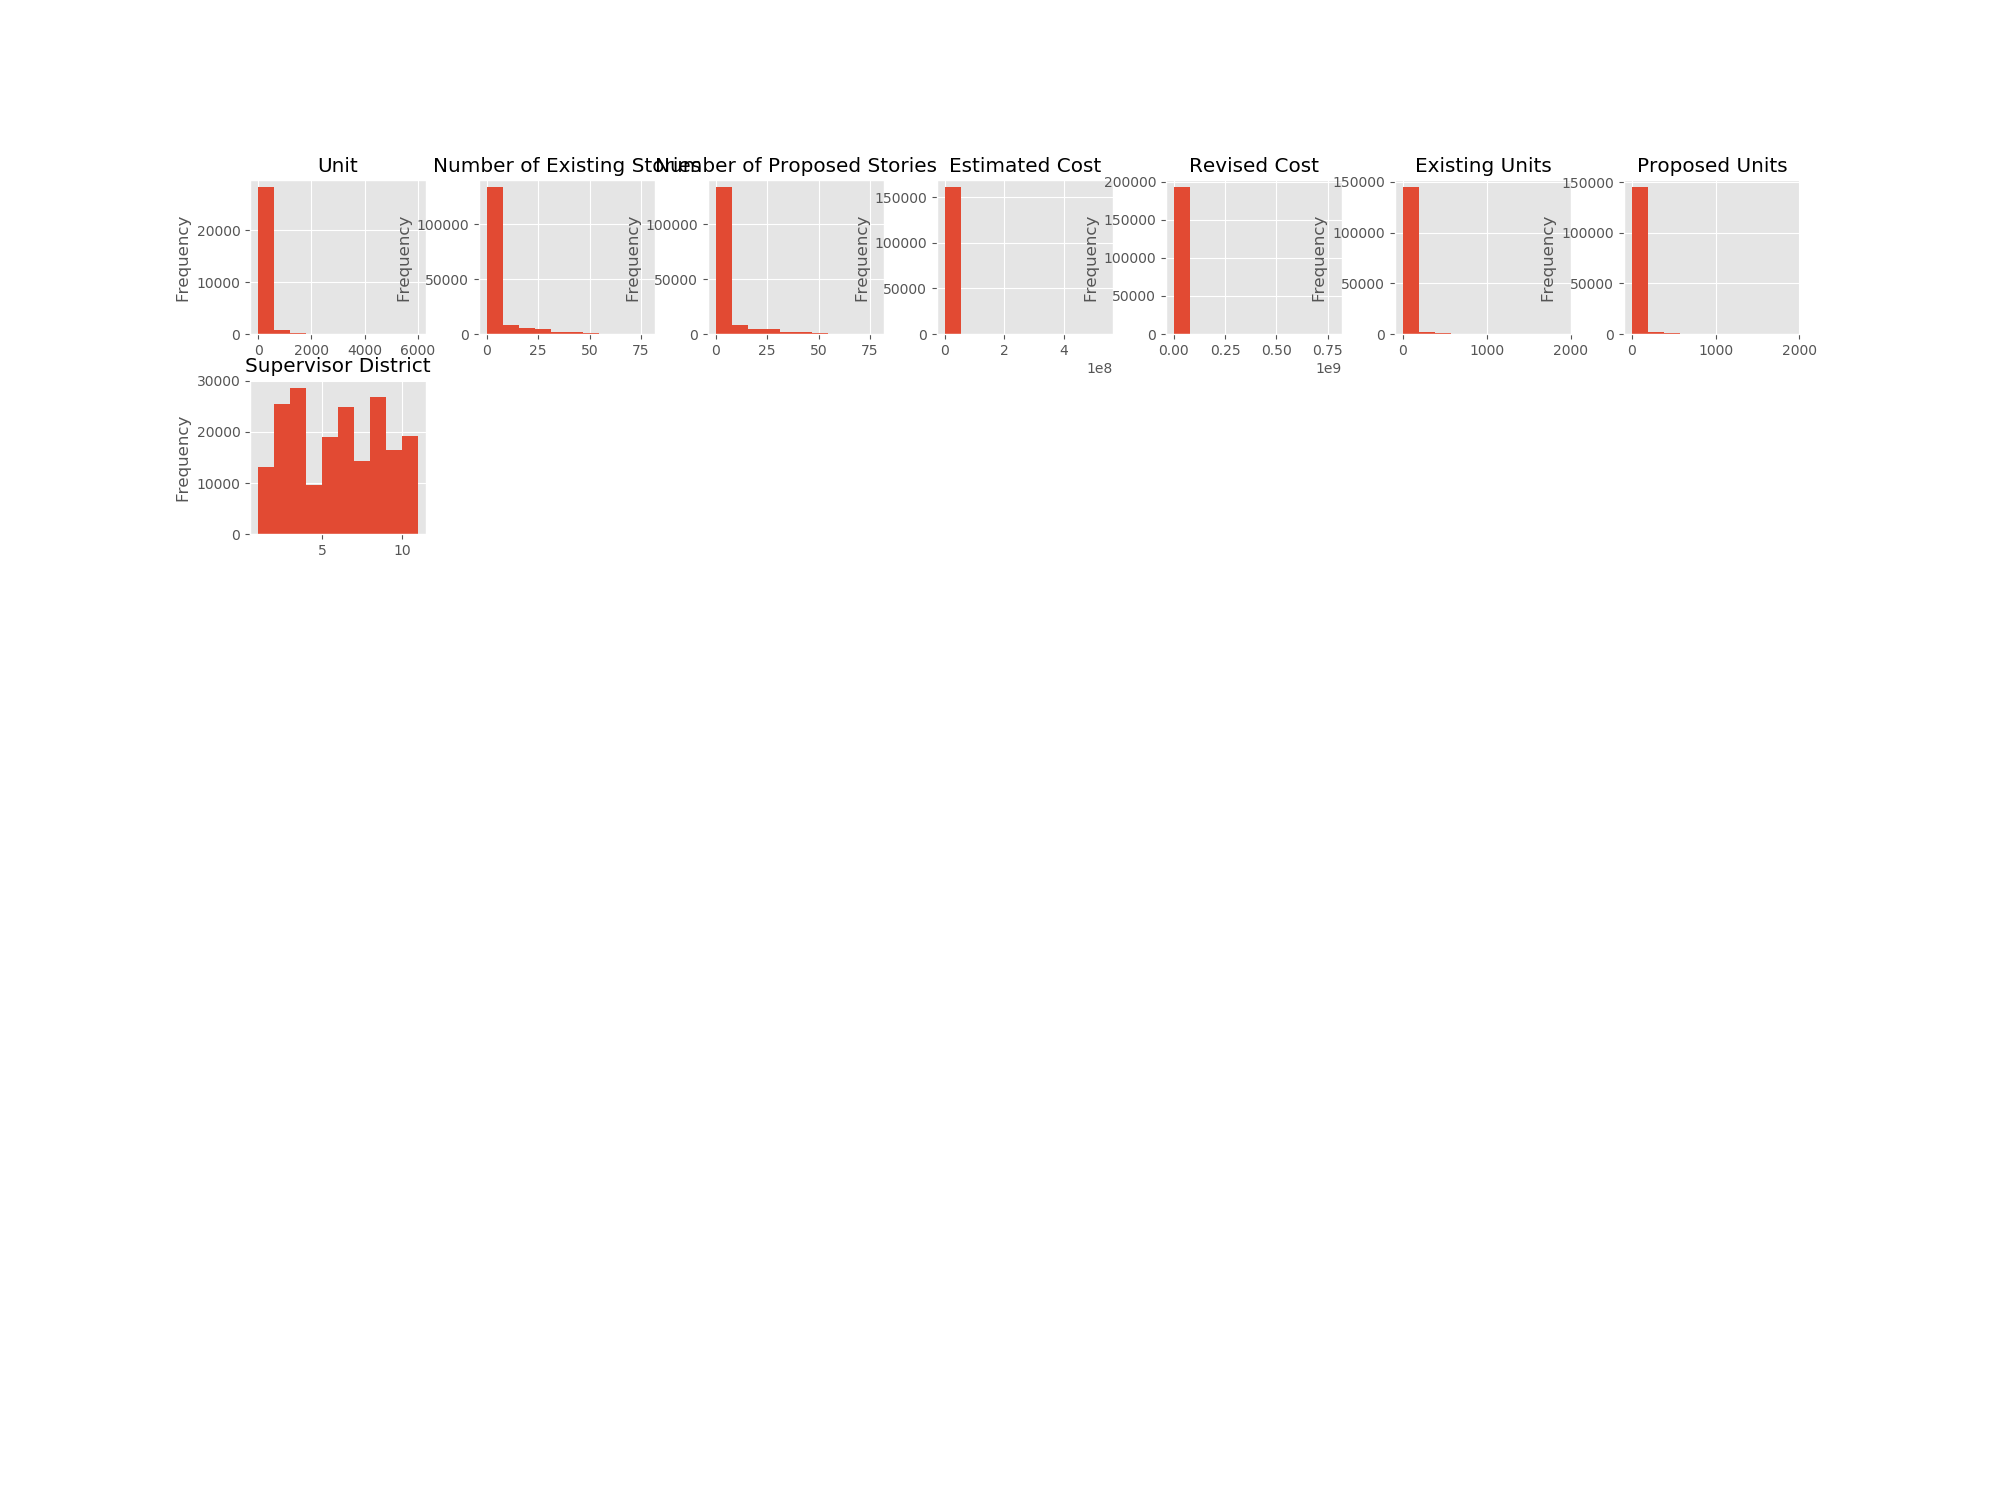 Unit
Number of Existing Stories
Number of Proposed Stories
Estimated Cost
Revised Cost
Existing Units
Proposed Units
Frequency
20000
10000
0
0 2000 4000 6000
Frequency
100000
50000
0
0 25 50 75
Frequency
100000
50000
0
0 25 50 75
Frequency
150000
100000
50000
0
0 2 4
1e8
Frequency
200000
150000
100000
50000
0
0.00 0.25 0.50 0.75
1e9
Frequency
150000
100000
50000
0
0 1000 2000
Frequency
150000
100000
50000
0
0 1000 2000
Supervisor District
Frequency
30000
20000
10000
0
5 10